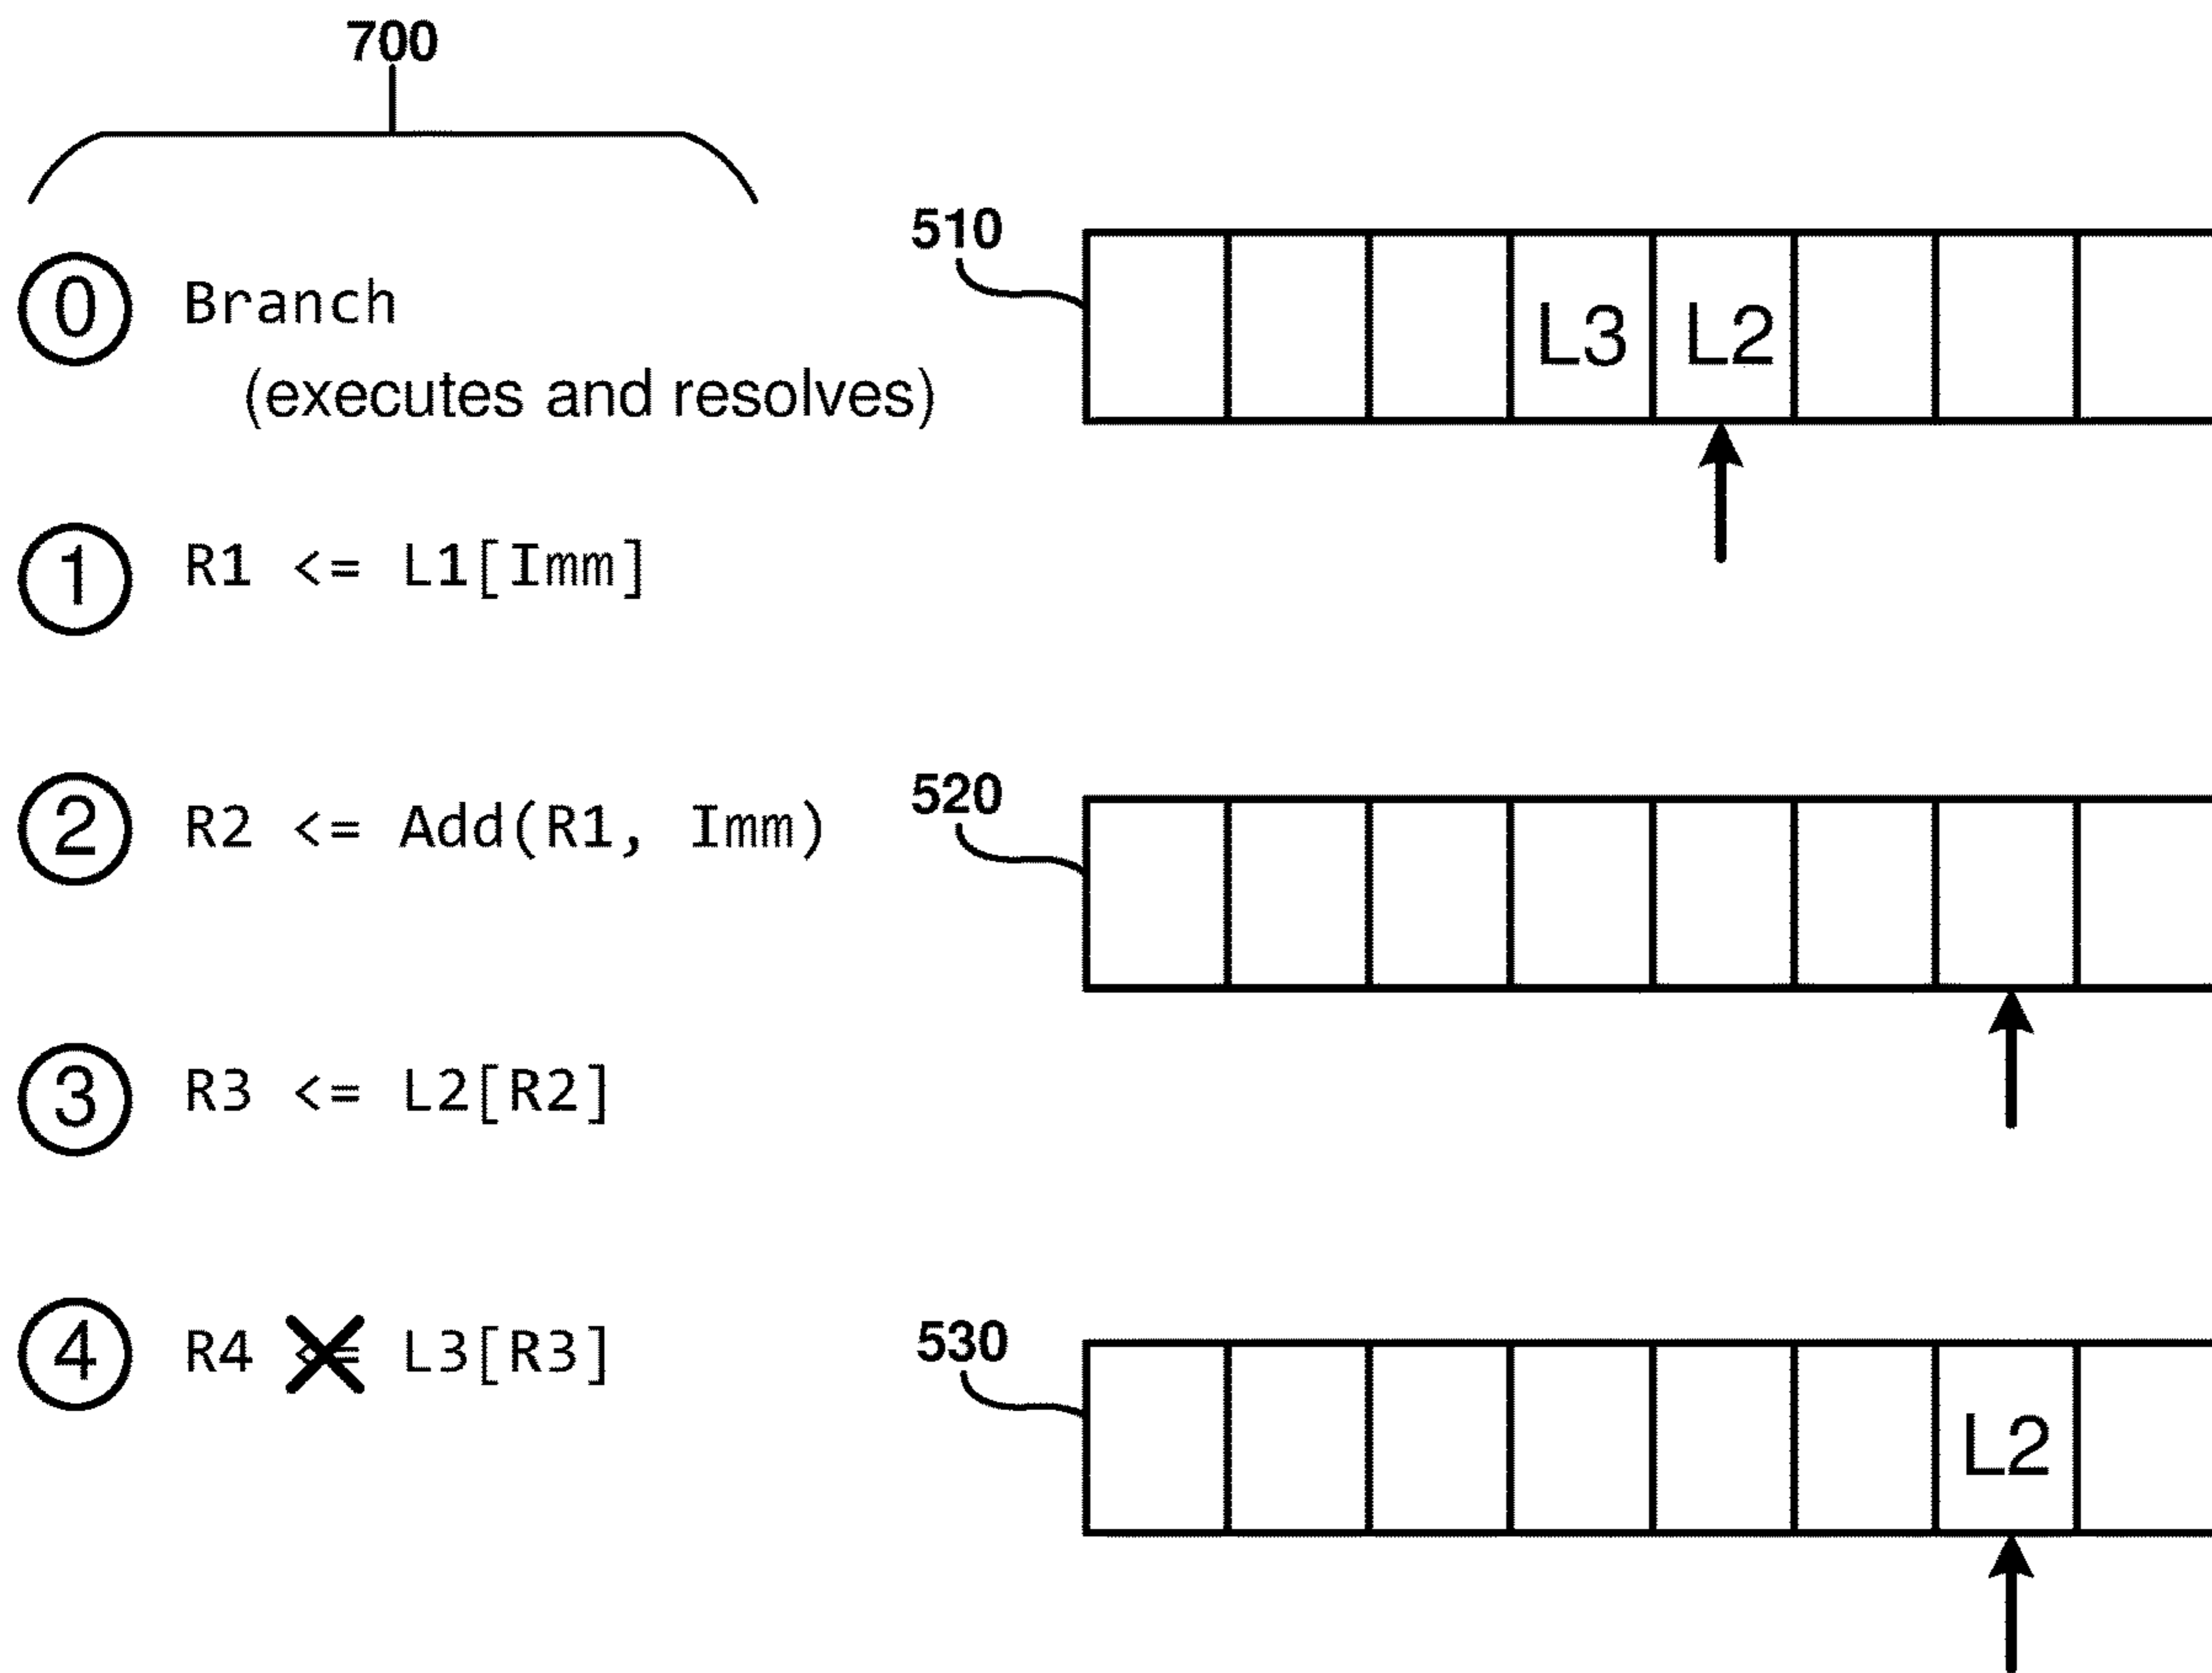 700
0 Branch
(executes and resolves)
1 R1 <= L1[Imm]
2 R2 <= Add(R1, Imm)
3 R3 <= L2[R2]
4 R4 <= L3[R3]
510
L3 L2
520
530
L2